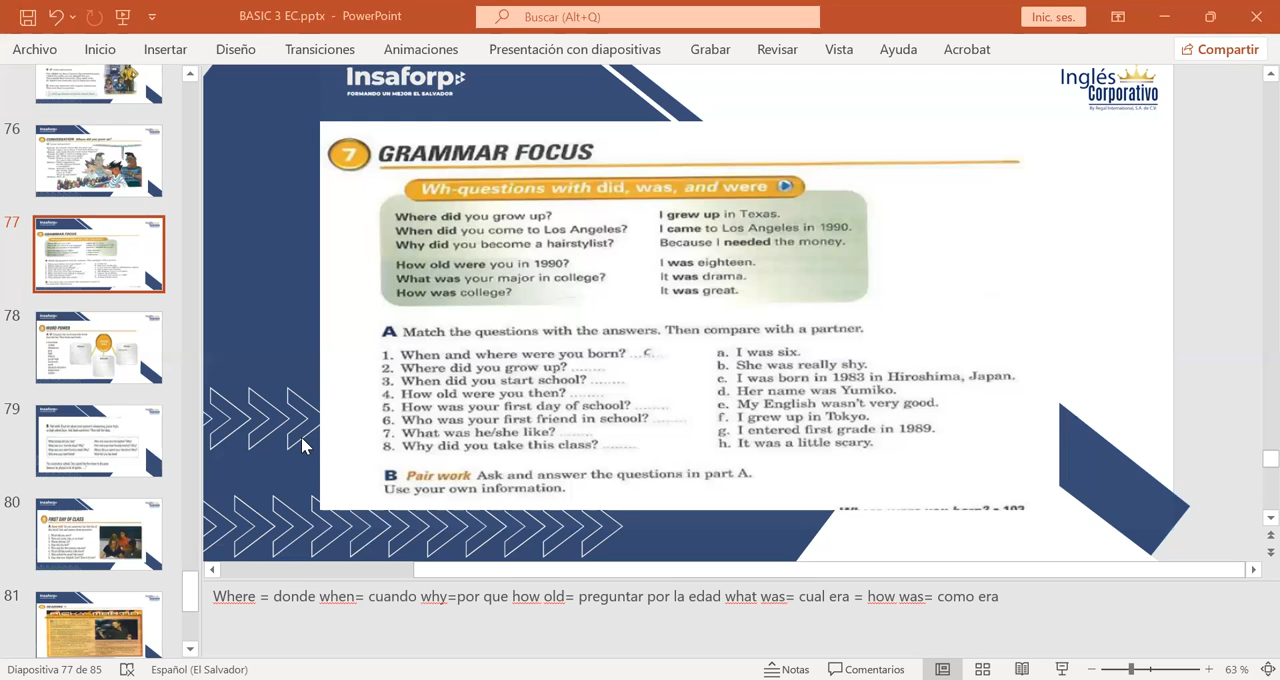 BASIC 3 EC.pptx - PowerPoint
Buscar (Alt+Q)
Inic. ses.
Archivo Inicio Insertar Diseño Transiciones Animaciones Presentación con diapositivas Grabar Revisar Vista Ayuda Acrobat Compartir
76
77
78
79
80
81
Insaforp
FORMANDO UN MEJOR EL SALVADOR
Inglés
Corporativo
By Regal International, S.A. de C.V.
7 GRAMMAR FOCUS
Wh-questions with did, was, and were
Where did you grow up? I grew up in Texas.
When did you come to Los Angeles? I came to Los Angeles in 1990.
Why did you become a hairstylist? Because I needed the money.
How old were you in 1990? I was eighteen.
What was your major in college? It was drama.
How was college? It was great.
A Match the questions with the answers. Then compare with a partner.
1. When and where were you born? ...c... a. I was six.
2. Where did you grow up? ........ b. She was really shy.
3. When did you start school? ........ c. I was born in 1983 in Hiroshima, Japan.
4. How old were you then? ........ d. Her name was Yumiko.
5. How was your first day of school? ........ e. My English wasn't very good.
6. Who was your first friend in school? ........ f. I grew up in Tokyo.
7. What was he/she like? ........ g. I entered first grade in 1989.
8. Why did you take this class? ........ h. It was a little scary.
B Pair work Ask and answer the questions in part A.
Use your own information.
Where = donde when= cuando why=por que how old= preguntar por la edad what was= cual era = how was= como era
Diapositiva 77 de 85 Español (El Salvador) Notas Comentarios 63 %